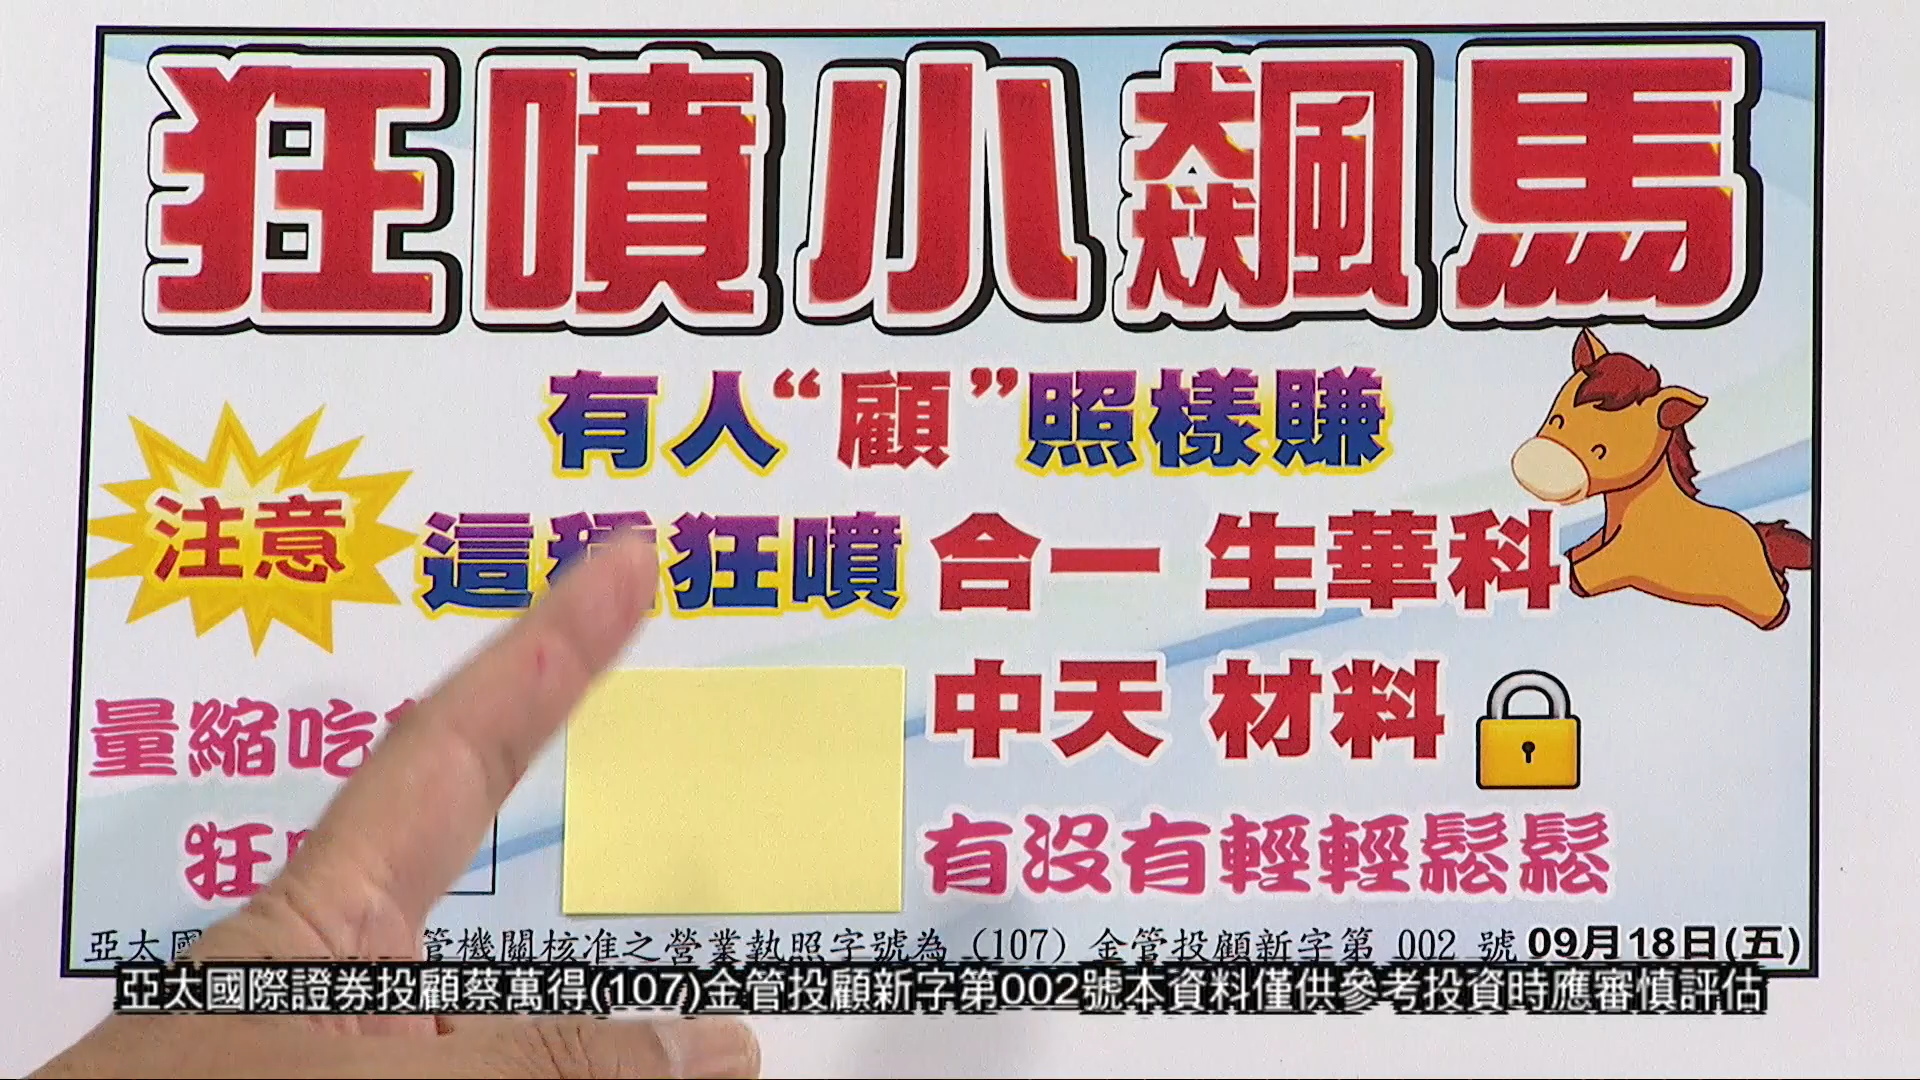 狂噴小飆馬
有人“顧”照樣賺
注意
這種狂噴 合一 生華科
中天 材料
量縮吃
狂
有沒有輕輕鬆鬆
亞太國 管機關核准之營業執照字號為 (107) 金管投顧新字第 002 號 09月18日(五)
亞太國際證券投顧蔡萬得(107)金管投顧新字第002號本資料僅供參考投資時應審慎評估